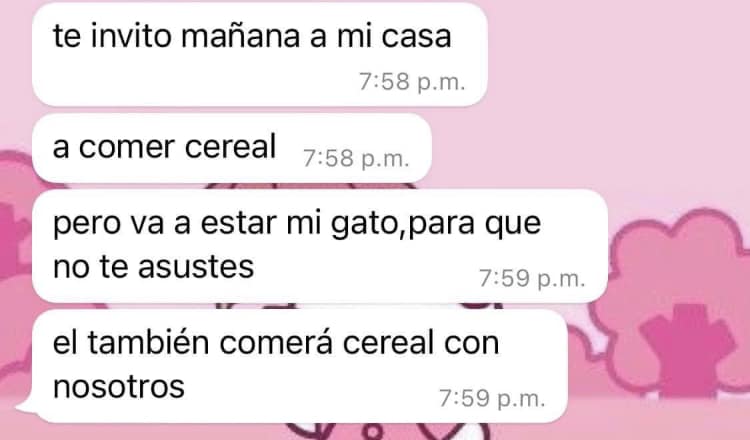 te invito mañana a mi casa
7:58 p.m.
a comer cereal 7:58 p.m.
pero va a estar mi gato,para que
no te asustes
7:59 p.m.
el también comerá cereal con
nosotros
7:59 p.m.